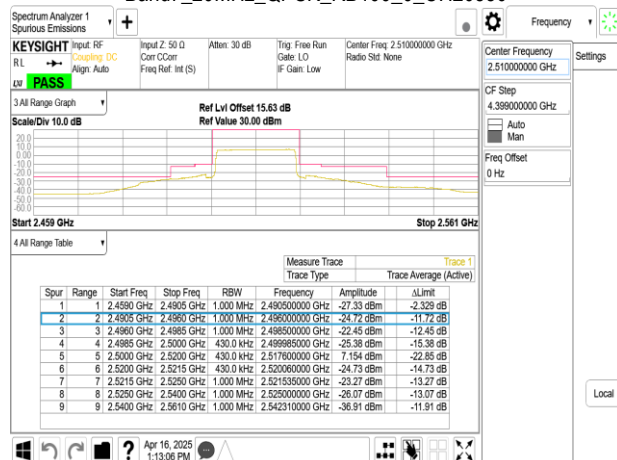 Spectrum Analyzer 1
Spurious Emissions
Frequency
KEYSIGHT
Input: RF
Coupling: DC
Align: Auto
Input Z: 50 Ω
Corr CCorr
Freq Ref: Int (S)
Atten: 30 dB
Trig: Free Run
Gate: LO
IF Gain: Low
Center Freq: 2.510000000 GHz
Radio Std: None
RL
LXI PASS
Center Frequency
2.510000000 GHz
Settings
CF Step
4.399000000 GHz
Auto
Man
Freq Offset
0 Hz
3 All Range Graph
Scale/Div 10.0 dB
Ref Lvl Offset 15.63 dB
Ref Value 30.00 dBm
20.0
10.0
0.00
-10.0
-20.0
-30.0
-40.0
-50.0
-60.0
Start 2.459 GHz
Stop 2.561 GHz
4 All Range Table
Measure Trace Trace 1
Trace Type Trace Average (Active)
Spur Range Start Freq Stop Freq RBW Frequency Amplitude ΔLimit
1 1 2.4590 GHz 2.4905 GHz 1.000 MHz 2.490500000 GHz -27.33 dBm -2.329 dB
2 2 2.4905 GHz 2.4960 GHz 1.000 MHz 2.496000000 GHz -24.72 dBm -11.72 dB
3 3 2.4960 GHz 2.4985 GHz 1.000 MHz 2.498500000 GHz -22.45 dBm -12.45 dB
4 4 2.4985 GHz 2.5000 GHz 430.0 kHz 2.499985000 GHz -25.38 dBm -15.38 dB
5 5 2.5000 GHz 2.5200 GHz 430.0 kHz 2.517600000 GHz 7.154 dBm -22.85 dB
6 6 2.5200 GHz 2.5215 GHz 430.0 kHz 2.520060000 GHz -24.73 dBm -14.73 dB
7 7 2.5215 GHz 2.5250 GHz 1.000 MHz 2.521535000 GHz -23.27 dBm -13.27 dB
8 8 2.5250 GHz 2.5400 GHz 1.000 MHz 2.525000000 GHz -26.07 dBm -13.07 dB
9 9 2.5400 GHz 2.5610 GHz 1.000 MHz 2.542310000 GHz -36.91 dBm -11.91 dB
Local
Apr 16, 2025
1:13:06 PM